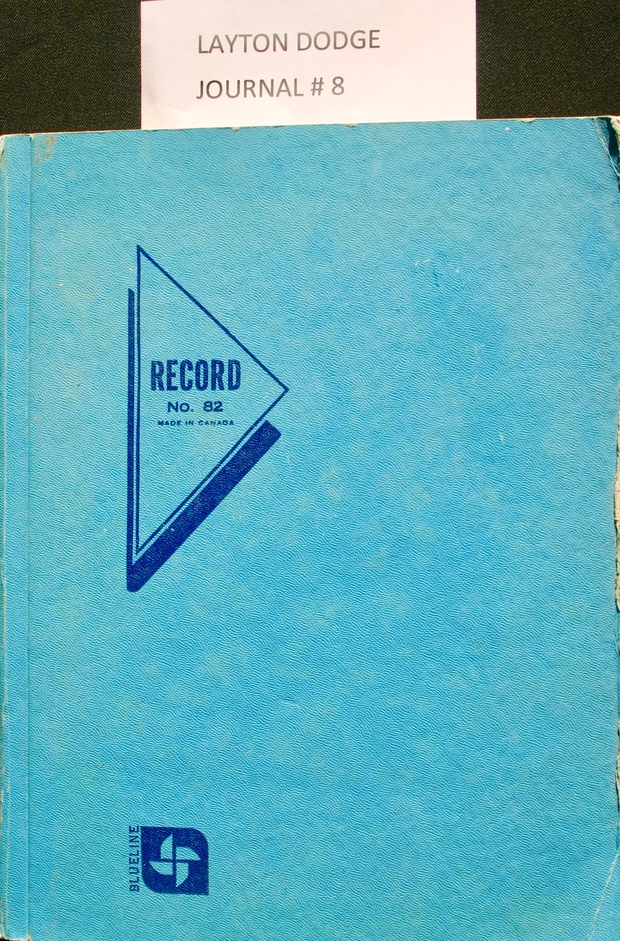 LAYTON DODGE
JOURNAL # 8
RECORD
No. 82
MADE IN CANADA
BLUELINE